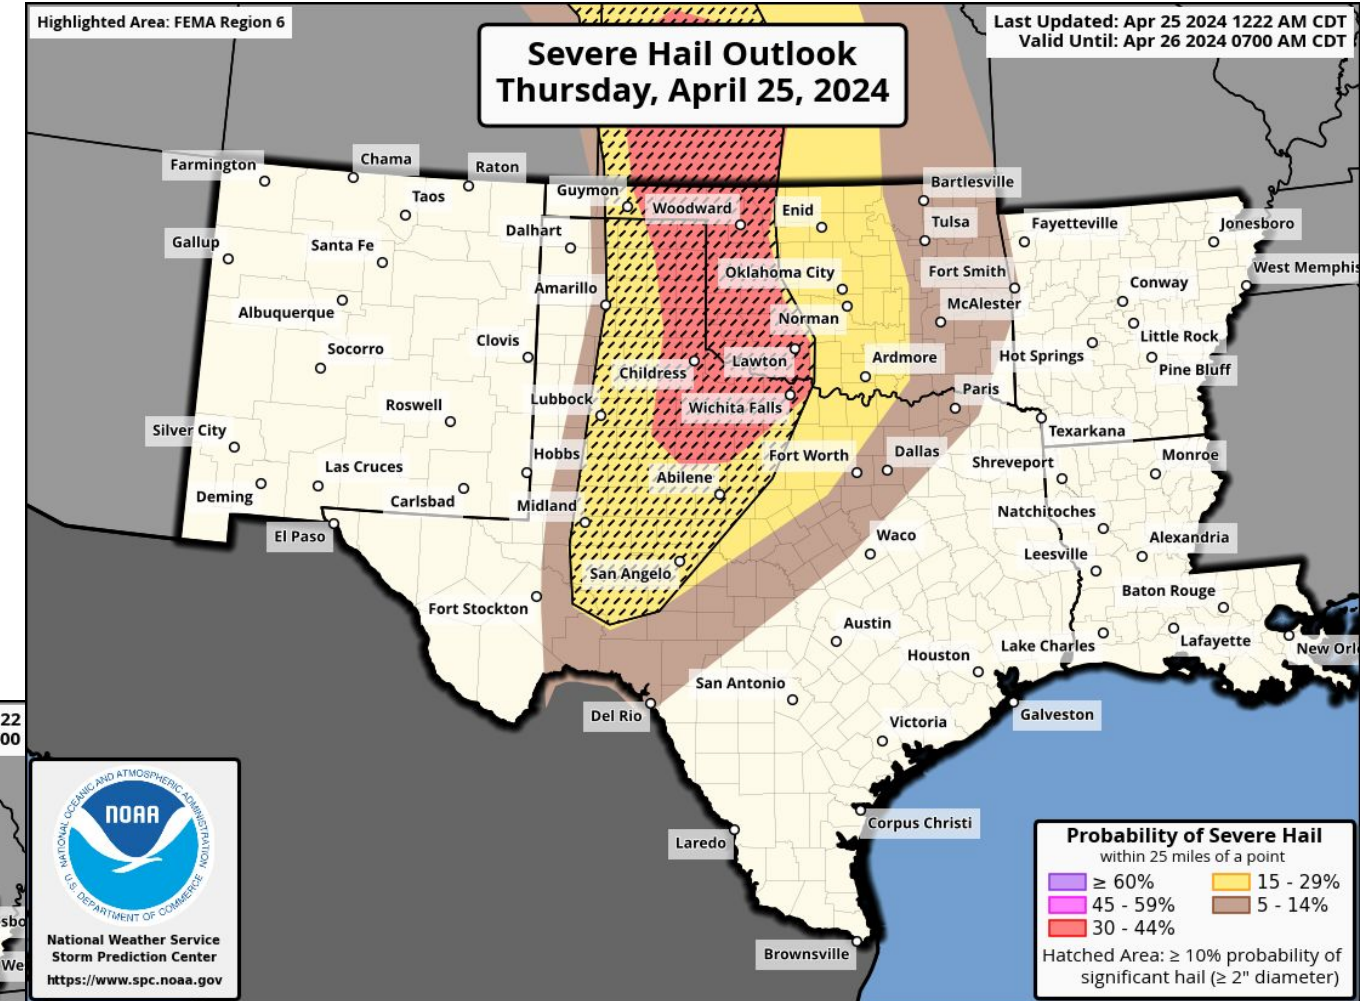 Highlighted Area: FEMA Region 6
Severe Hail Outlook
Thursday, April 25, 2024
Last Updated: Apr 25 2024 1222 AM CDT
Valid Until: Apr 26 2024 0700 AM CDT
Farmington
Chama
Raton
Taos
Guymon
Woodward
Enid
Bartlesville
Tulsa
Fayetteville
Jonesboro
Gallup
Santa Fe
Dalhart
Oklahoma City
Fort Smith
West Memphis
Albuquerque
Amarillo
Norman
McAlester
Conway
Socorro
Clovis
Childress
Lawton
Ardmore
Hot Springs
Little Rock
Pine Bluff
Roswell
Lubbock
Wichita Falls
Paris
Texarkana
Silver City
Las Cruces
Hobbs
Abilene
Fort Worth
Dallas
Shreveport
Monroe
Deming
Carlsbad
Midland
Natchitoches
El Paso
San Angelo
Waco
Leesville
Alexandria
Fort Stockton
Baton Rouge
Austin
Houston
Lake Charles
Lafayette
New Orl
San Antonio
Del Rio
Victoria
Galveston
22
00
Laredo
Corpus Christi
Brownsville
sbo
We
NATIONAL OCEANIC AND ATMOSPHERIC ADMINISTRATION
NOAA
U.S. DEPARTMENT OF COMMERCE
National Weather Service
Storm Prediction Center
https://www.spc.noaa.gov
Probability of Severe Hail
within 25 miles of a point
≥ 60%
15 - 29%
45 - 59%
5 - 14%
30 - 44%
Hatched Area: ≥ 10% probability of
significant hail (≥ 2" diameter)